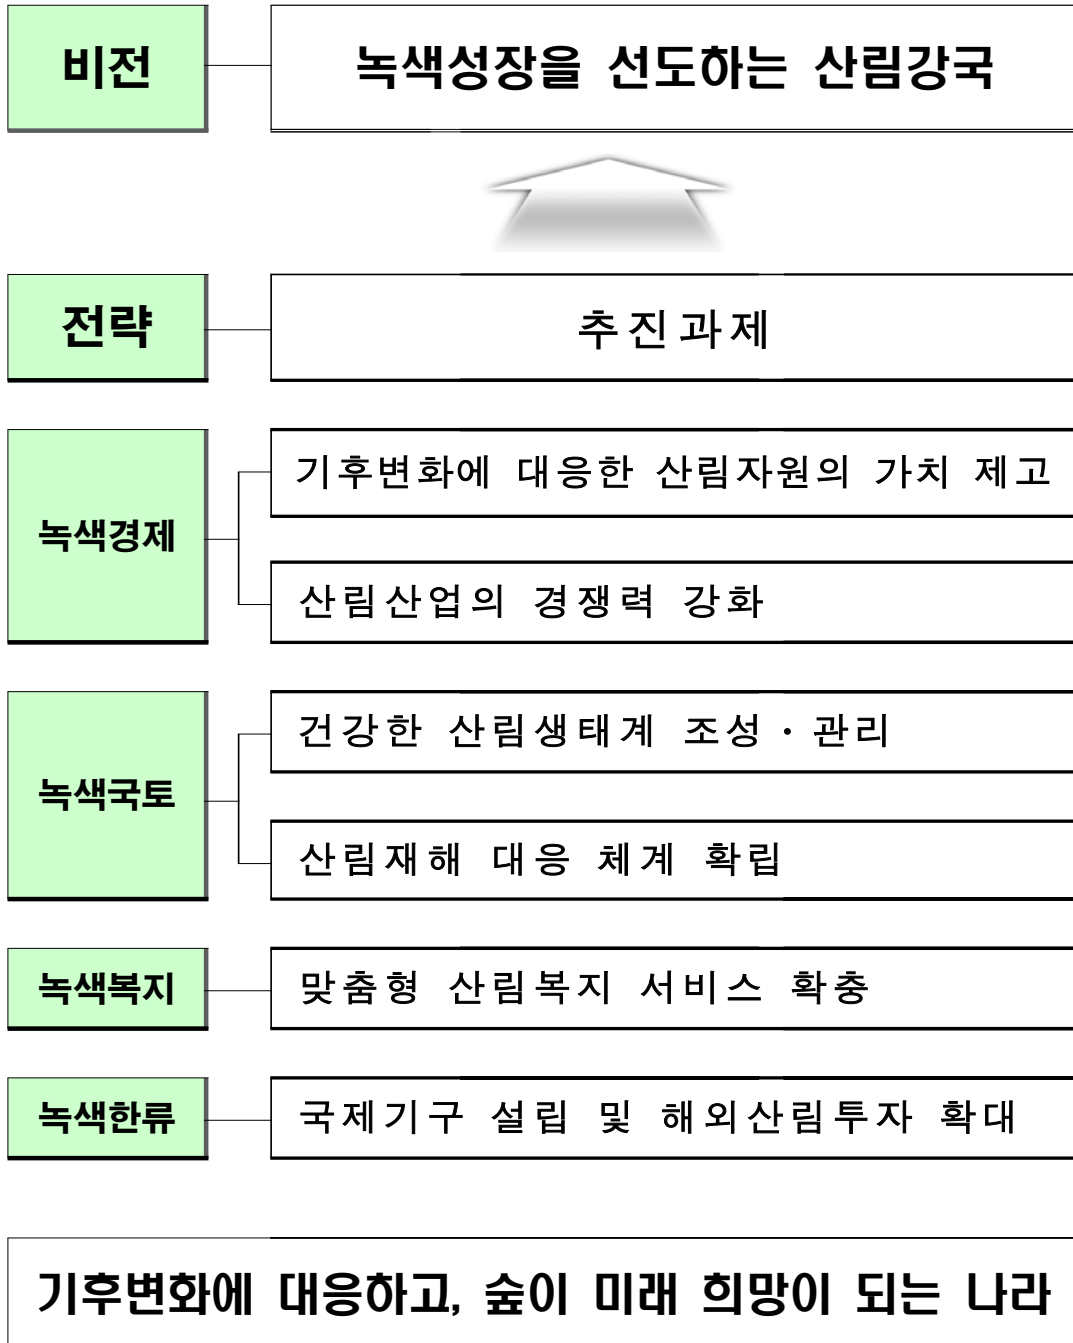 비전
녹색성장을 선도하는 산림강국
전략
추진과제
녹색경제
기후변화에 대응한 산림자원의 가치 제고
산림산업의 경쟁력 강화
녹색국토
건강한 산림생태계 조성·관리
산림재해 대응 체계 확립
녹색복지
맞춤형 산림복지 서비스 확충
녹색한류
국제기구 설립 및 해외산림투자 확대
기후변화에 대응하고, 숲이 미래 희망이 되는 나라